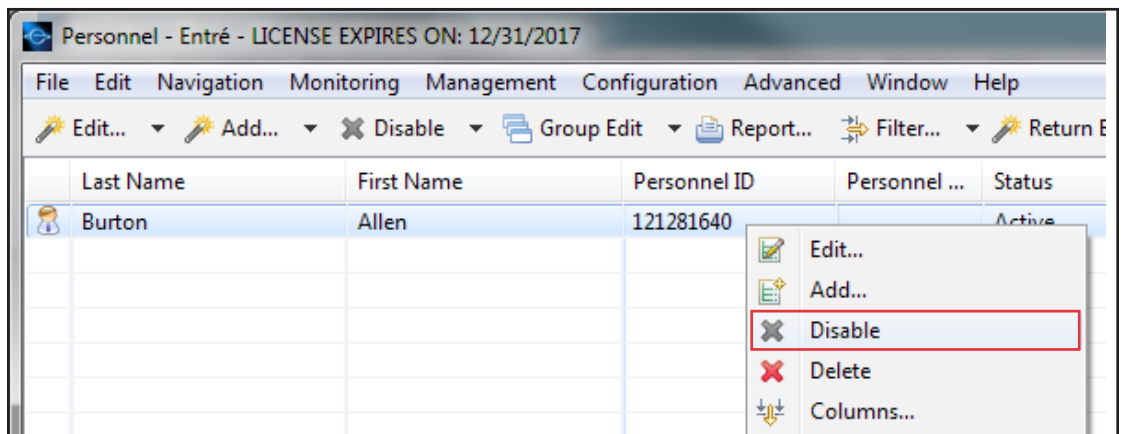 Personnel - Entré - LICENSE EXPIRES ON: 12/31/2017
File Edit Navigation Monitoring Management Configuration Advanced Window Help
Edit... Add... Disable Group Edit Report... Filter... Return E
Last Name First Name Personnel ID Personnel ... Status
Burton Allen 121281640 Active
Edit...
Add...
Disable
Delete
Columns...